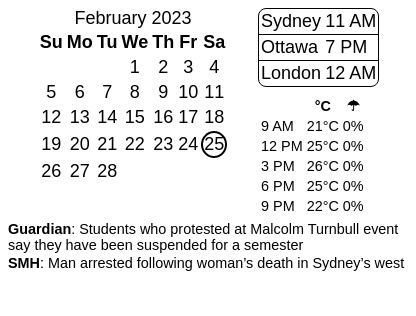 February 2023
Su Mo Tu We Th Fr Sa
1 2 3 4
5 6 7 8 9 10 11
12 13 14 15 16 17 18
19 20 21 22 23 24 25
26 27 28
Sydney 11 AM
Ottawa 7 PM
London 12 AM
°C ☂
9 AM 21°C 0%
12 PM 25°C 0%
3 PM 26°C 0%
6 PM 25°C 0%
9 PM 22°C 0%
Guardian: Students who protested at Malcolm Turnbull event
say they have been suspended for a semester
SMH: Man arrested following woman’s death in Sydney’s west